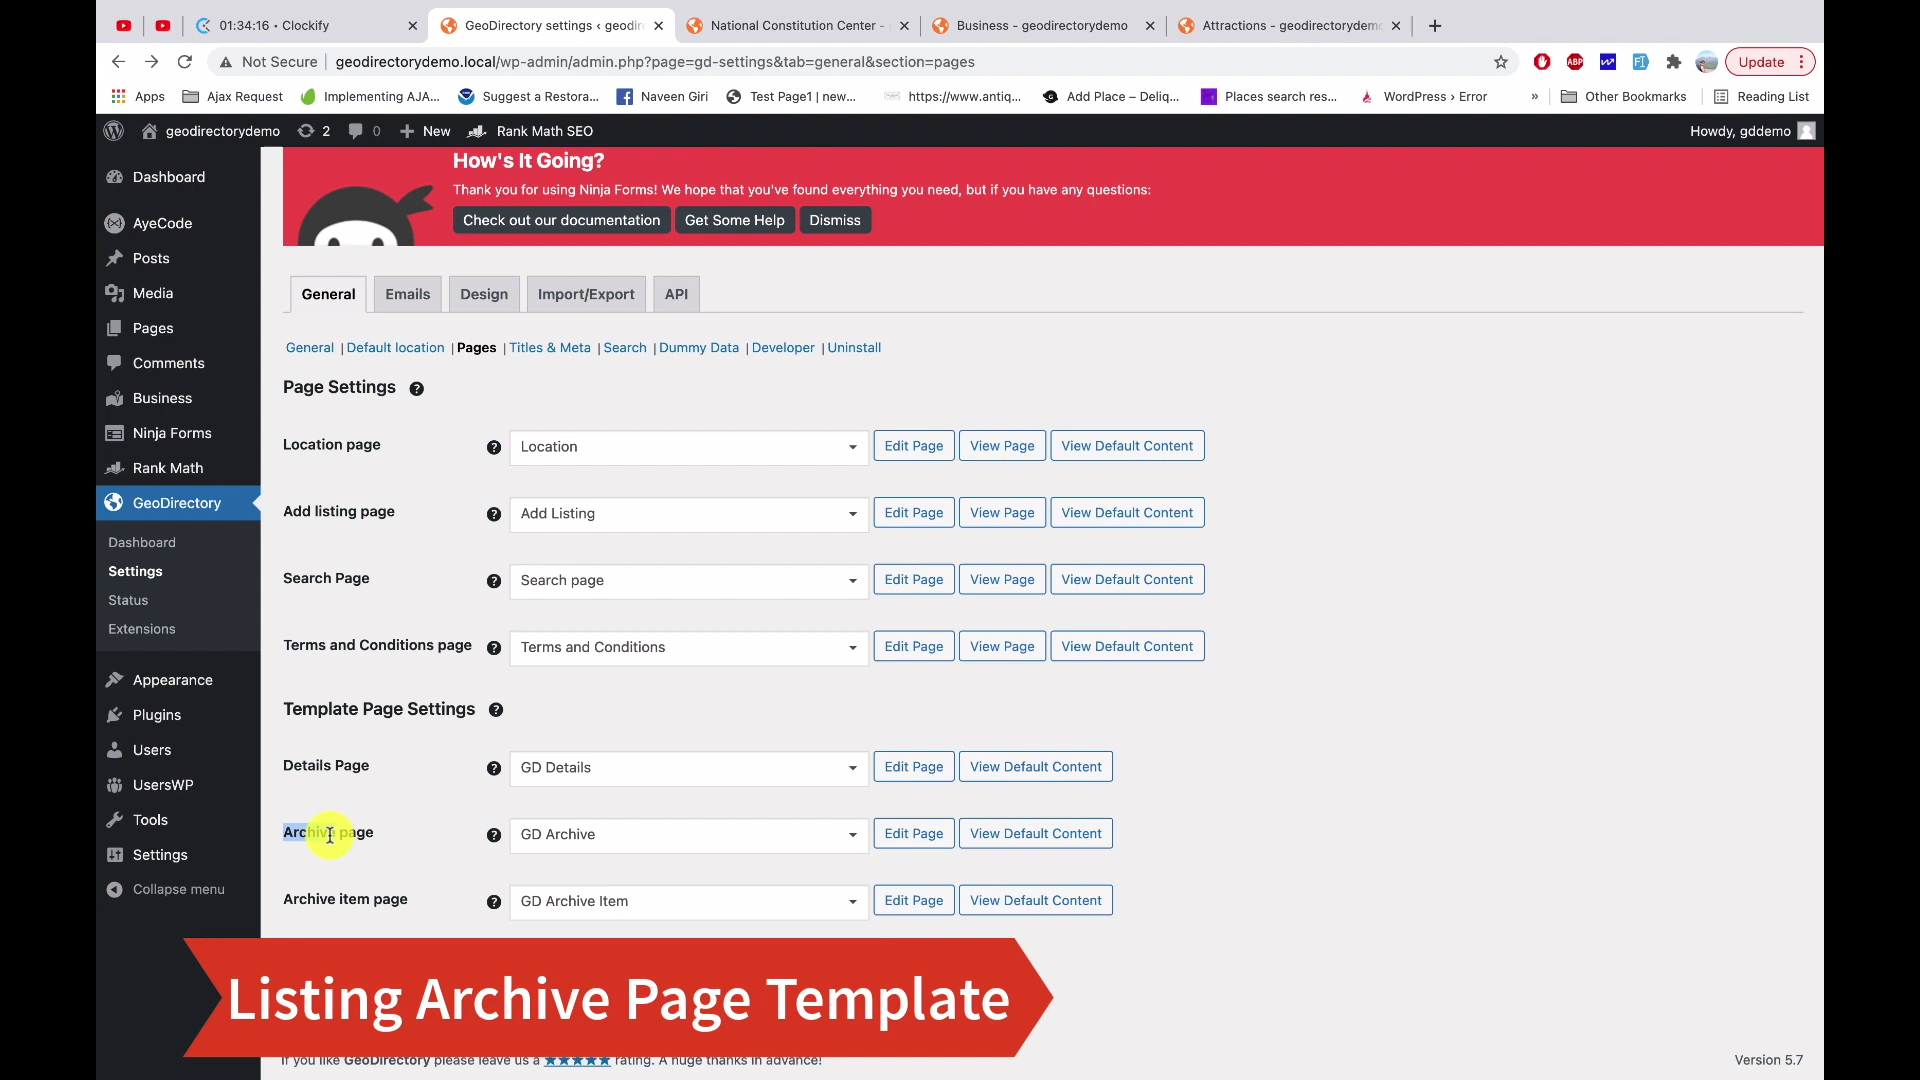 01:34:16 • Clockify
GeoDirectory settings ‹ geodir
National Constitution Center -
Business - geodirectorydemo
Attractions - geodirectorydemo
Not Secure | geodirectorydemo.local/wp-admin/admin.php?page=gd-settings&tab=general&section=pages
ABP
Update
Apps
Ajax Request
Implementing AJA...
Suggest a Restora...
Naveen Giri
Test Page1 | new...
https://www.antiq...
Add Place – Deliq...
Places search res...
WordPress › Error
»
Other Bookmarks
Reading List
geodirectorydemo
2
0
New
Rank Math SEO
Howdy, gddemo
Dashboard
AyeCode
Posts
Media
Pages
Comments
Business
Ninja Forms
Rank Math
GeoDirectory
Dashboard
Settings
Status
Extensions
Appearance
Plugins
Users
UsersWP
Tools
Settings
Collapse menu
How's It Going?
Thank you for using Ninja Forms! We hope that you've found everything you need, but if you have any questions:
Check out our documentation
Get Some Help
Dismiss
General
Emails
Design
Import/Export
API
General | Default location | Pages | Titles & Meta | Search | Dummy Data | Developer | Uninstall
Page Settings
Location page
Location
Edit Page
View Page
View Default Content
Add listing page
Add Listing
Edit Page
View Page
View Default Content
Search Page
Search page
Edit Page
View Page
View Default Content
Terms and Conditions page
Terms and Conditions
Edit Page
View Page
View Default Content
Template Page Settings
Details Page
GD Details
Edit Page
View Default Content
Archive page
GD Archive
Edit Page
View Default Content
Archive item page
GD Archive Item
Edit Page
View Default Content
Listing Archive Page Template
If you like GeoDirectory please leave us a ★★★★★ rating. A huge thanks in advance!
Version 5.7